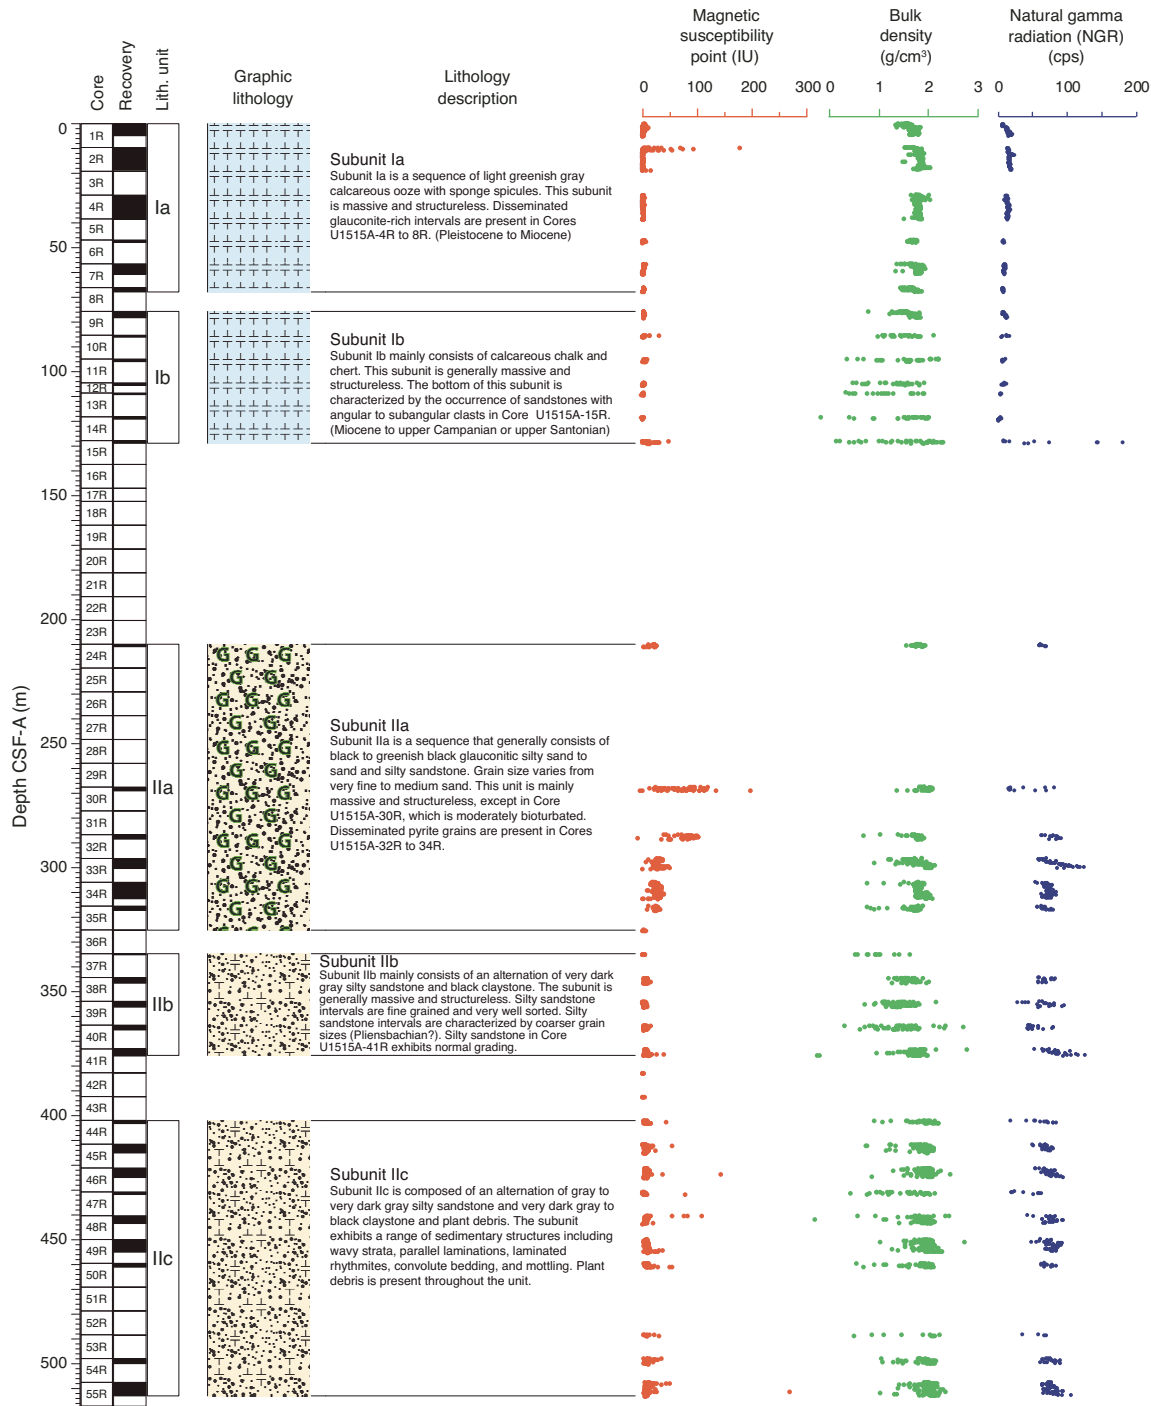 Magnetic
susceptibility
point (IU)
Bulk
density
(g/cm³)
Natural gamma
radiation (NGR)
(cps)
Core
Recovery
Lith. unit
Graphic
lithology
Lithology
description
0 100 200 300
0 1 2 3
0 100 200
Depth CSF-A (m)
0
50
100
150
200
250
300
350
400
450
500
1R
2R
3R
4R
5R
6R
7R
8R
9R
10R
11R
12R
13R
14R
15R
16R
17R
18R
19R
20R
21R
22R
23R
24R
25R
26R
27R
28R
29R
30R
31R
32R
33R
34R
35R
36R
37R
38R
39R
40R
41R
42R
43R
44R
45R
46R
47R
48R
49R
50R
51R
52R
53R
54R
55R
Ia
Subunit Ia
Subunit Ia is a sequence of light greenish gray
calcareous ooze with sponge spicules. This subunit
is massive and structureless. Disseminated
glauconite-rich intervals are present in Cores
U1515A-4R to 8R. (Pleistocene to Miocene)
Ib
Subunit Ib
Subunit Ib mainly consists of calcareous chalk and
chert. This subunit is generally massive and
structureless. The bottom of this subunit is
characterized by the occurrence of sandstones with
angular to subangular clasts in Core U1515A-15R.
(Miocene to upper Campanian or upper Santonian)
IIa
G G G
G G
G G G
G G
G G G
G G
G G G
G G
G G G
G G
G G G
G G
G G G
Subunit IIa
Subunit IIa is a sequence that generally consists of
black to greenish black glauconitic silty sand to
sand and silty sandstone. Grain size varies from
very fine to medium sand. This unit is mainly
massive and structureless, except in Core
U1515A-30R, which is moderately bioturbated.
Disseminated pyrite grains are present in Cores
U1515A-32R to 34R.
IIb
Subunit IIb
Subunit IIb mainly consists of an alternation of very dark
gray silty sandstone and black claystone. The subunit is
generally massive and structureless. Silty sandstone
intervals are fine grained and very well sorted. Silty
sandstone intervals are characterized by coarser grain
sizes (Pliensbachian?). Silty sandstone in Core
U1515A-41R exhibits normal grading.
IIc
Subunit IIc
Subunit IIc is composed of an alternation of gray to
very dark gray silty sandstone and very dark gray to
black claystone and plant debris. The subunit
exhibits a range of sedimentary structures including
wavy strata, parallel laminations, laminated
rhythmites, convolute bedding, and mottling. Plant
debris is present throughout the unit.